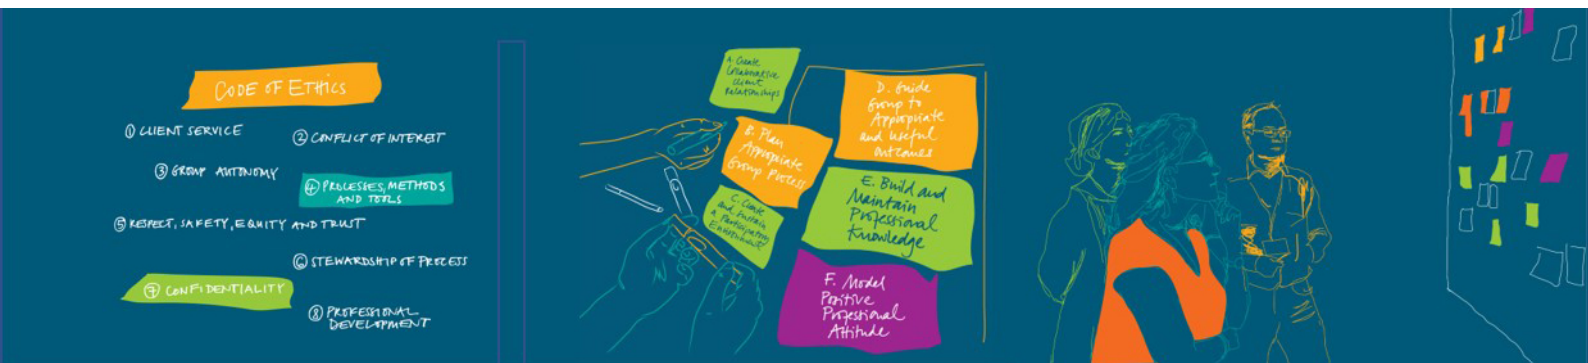 CODE OF ETHICS
① CLIENT SERVICE
② CONFLICT OF INTEREST
③ GROUP AUTONOMY
④ PROCESSES, METHODS
AND TOOLS
⑤ RESPECT, SAFETY, EQUITY AND TRUST
⑥ STEWARDSHIP OF PROCESS
⑦ CONFIDENTIALITY
⑧ PROFESSIONAL
DEVELOPMENT
A. Create
Collaborative
Client
Relationships
B. Plan
Appropriate
Group Process
C. Create
and Sustain
A Participatory
Environment
D. Guide
Group to
Appropriate
and Useful
outcomes
E. Build and
Maintain
Professional
Knowledge
F. Model
Positive
Professional
Attitude